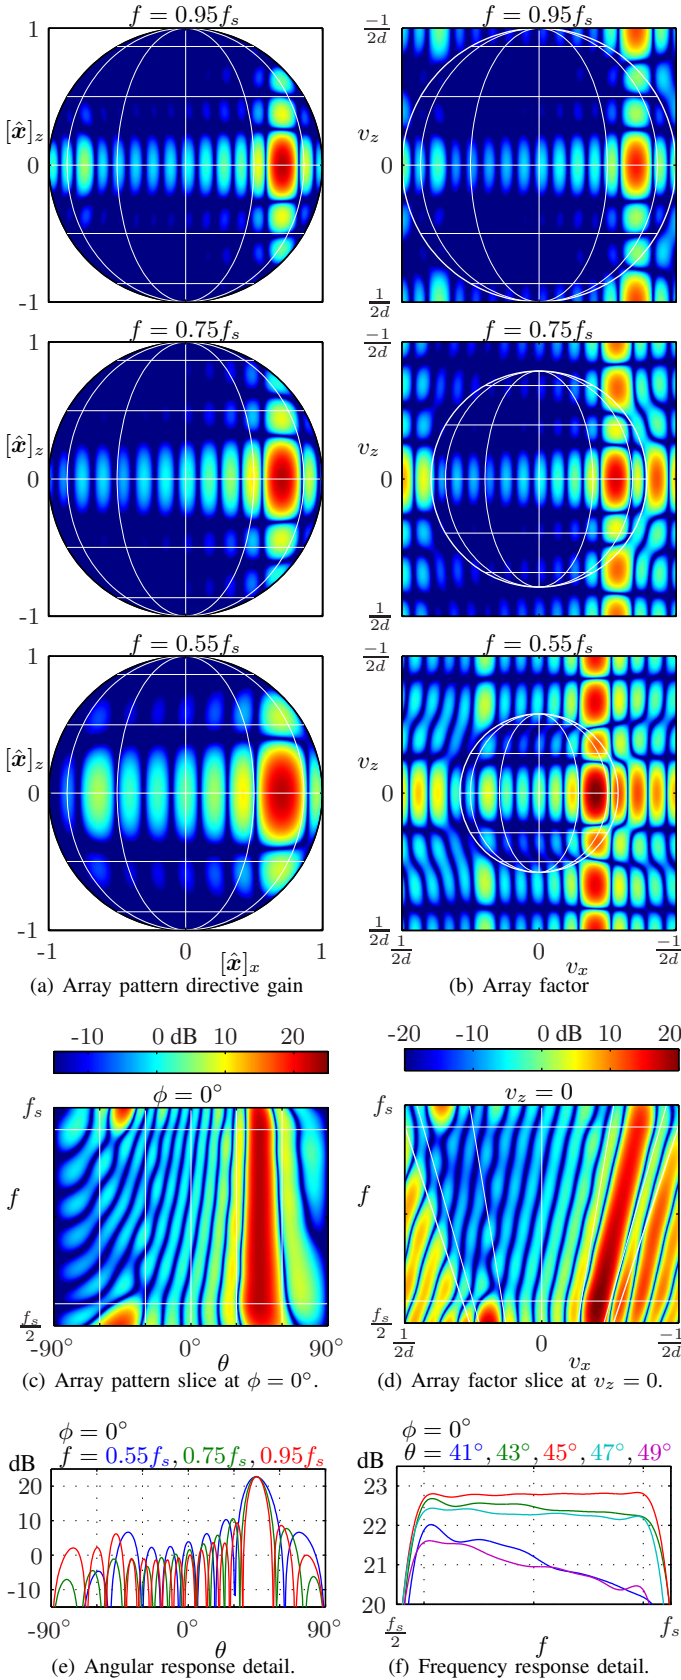 f = 0.95f_s
f = 0.95f_s
1
[x̂]_z
0
-1
-1/2d
v_z
0
1/2d
f = 0.75f_s
f = 0.75f_s
1
[x̂]_z
0
-1
-1/2d
v_z
0
1/2d
f = 0.55f_s
f = 0.55f_s
1
[x̂]_z
0
-1
-1/2d
v_z
0
1/2d
-1 0 1
[x̂]_x
1/2d 0 -1/2d
v_x
(a) Array pattern directive gain
(b) Array factor
-10 0 dB 10 20
-20 -10 0 dB 10 20
ϕ = 0°
v_z = 0
f_s
f
f_s/2
-90° 0° 90°
θ
f_s
f
f_s/2
1/2d 0 -1/2d
v_x
(c) Array pattern slice at ϕ = 0°.
(d) Array factor slice at v_z = 0.
ϕ = 0°
f = 0.55f_s, 0.75f_s, 0.95f_s
dB
20
10
0
-10
-90° 0° 90°
θ
(e) Angular response detail.
ϕ = 0°
θ = 41°, 43°, 45°, 47°, 49°
dB
23
22
21
20
f_s/2 f_s
f
(f) Frequency response detail.